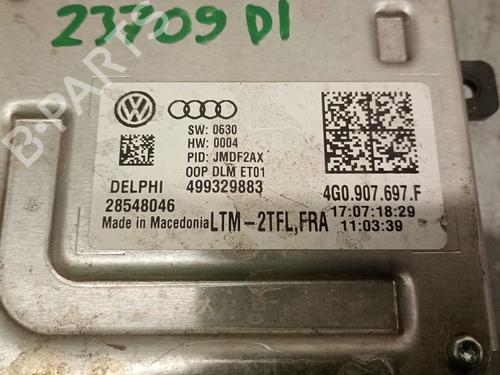 23709 DI
SW: 0630
HW: 0004
PID: JMDF2AX
OOP DLM ET01
DELPHI 499329883
28548046
4G0.907.697.F
Made in Macedonia LTM-2TFL,FRA
17:07:18:29
11:03:39
B-Parts